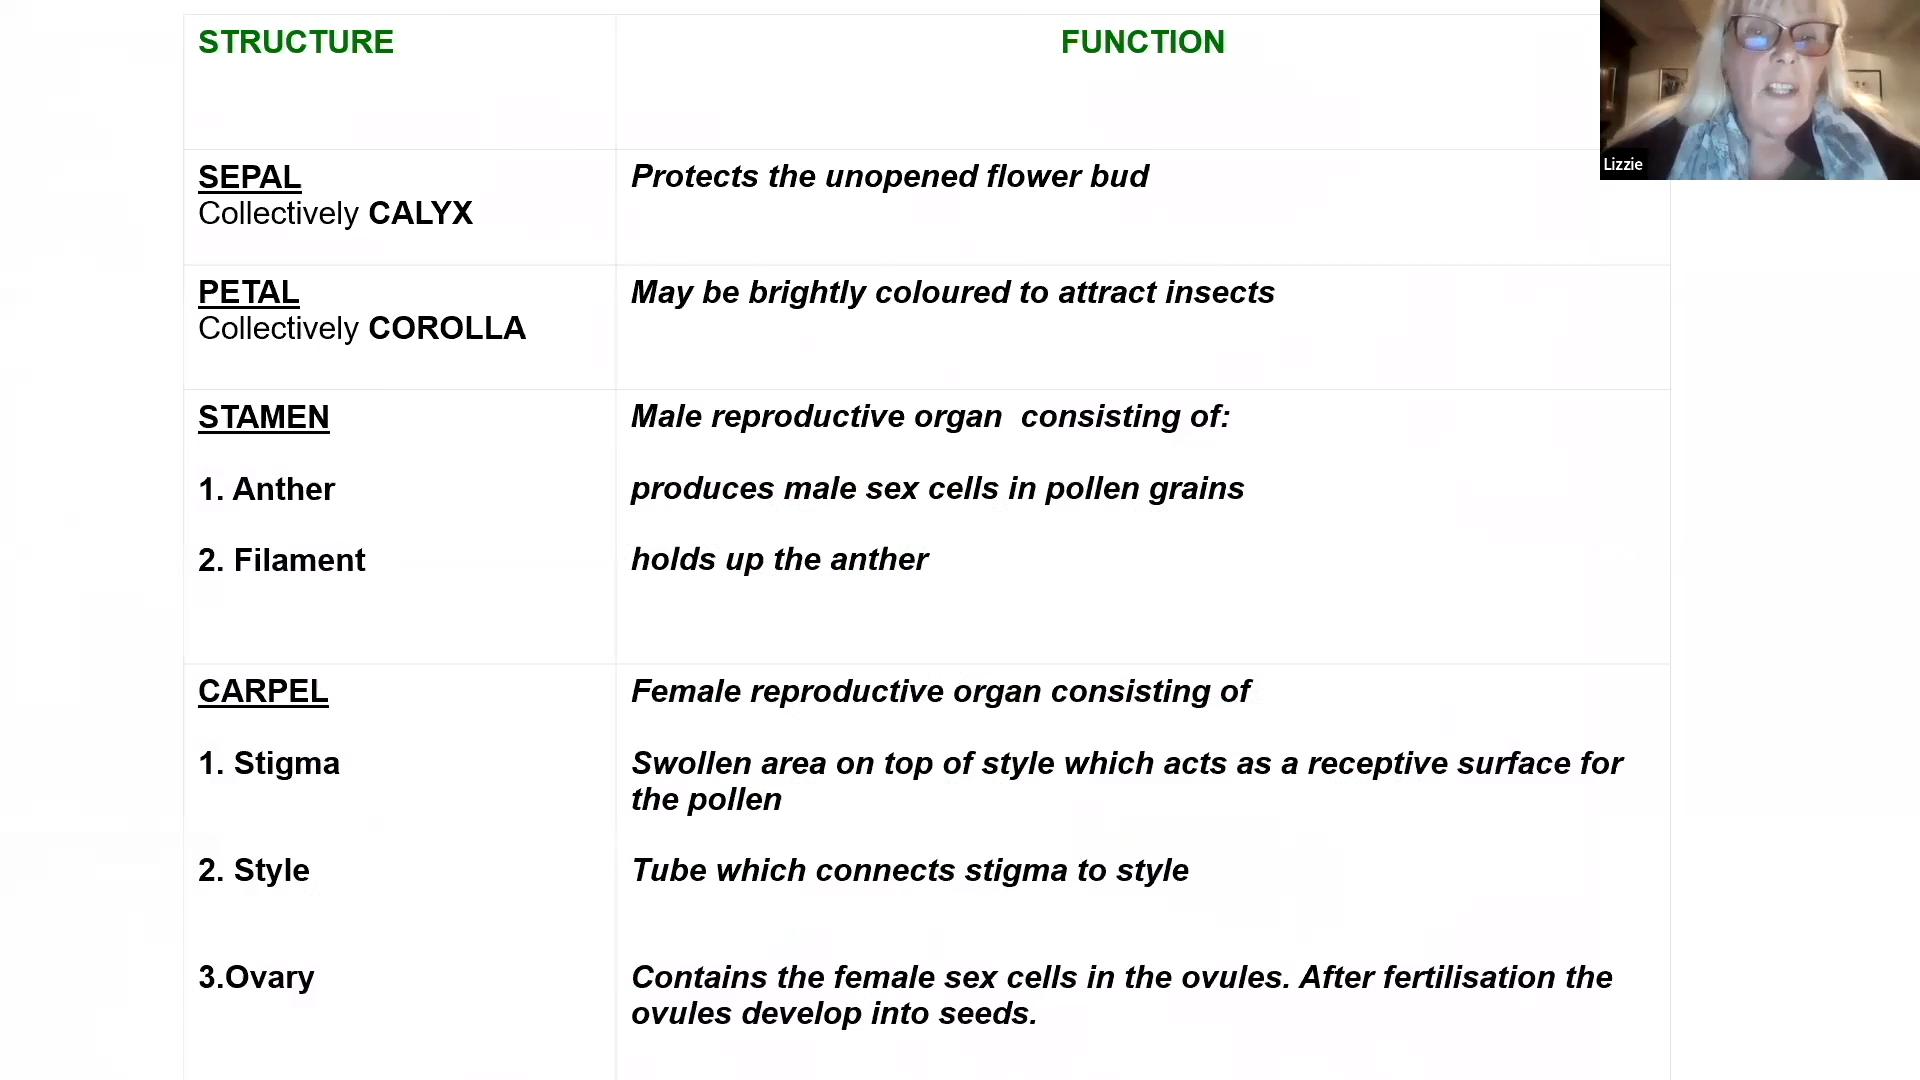 STRUCTURE
FUNCTION
Lizzie
SEPAL
Collectively CALYX
Protects the unopened flower bud
PETAL
Collectively COROLLA
May be brightly coloured to attract insects
STAMEN
Male reproductive organ  consisting of:
1. Anther
produces male sex cells in pollen grains
2. Filament
holds up the anther
CARPEL
Female reproductive organ consisting of
1. Stigma
Swollen area on top of style which acts as a receptive surface for
the pollen
2. Style
Tube which connects stigma to style
3.Ovary
Contains the female sex cells in the ovules. After fertilisation the
ovules develop into seeds.